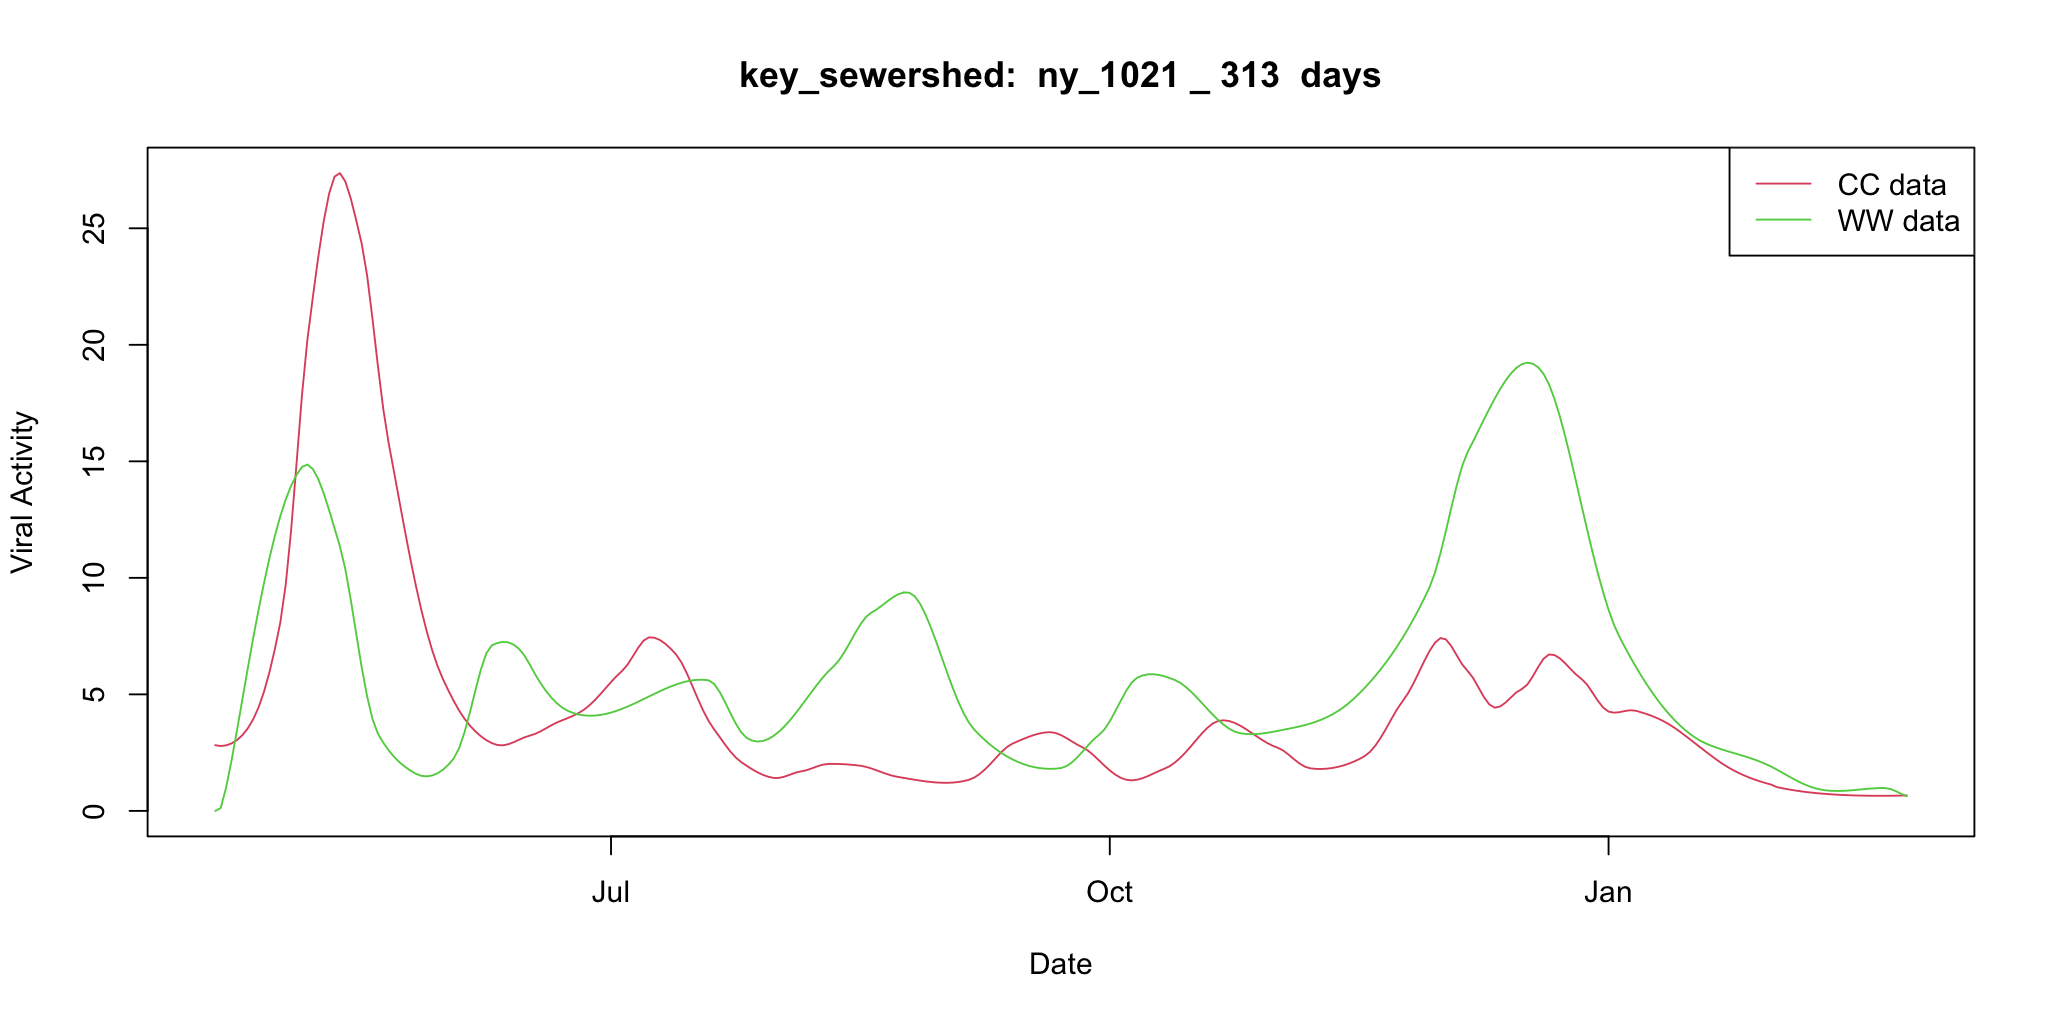 key_sewershed:  ny_1021 _ 313  days
CC data
WW data
Viral Activity
25
20
15
10
5
0
Jul
Oct
Jan
Date